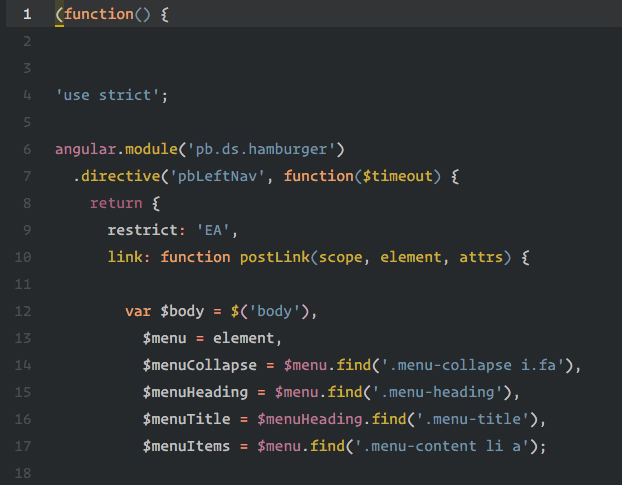 1 (function() {
2
3
4 'use strict';
5
6 angular.module('pb.ds.hamburger')
7 .directive('pbLeftNav', function($timeout) {
8 return {
9 restrict: 'EA',
10 link: function postLink(scope, element, attrs) {
11
12 var $body = $('body'),
13 $menu = element,
14 $menuCollapse = $menu.find('.menu-collapse i.fa'),
15 $menuHeading = $menu.find('.menu-heading'),
16 $menuTitle = $menuHeading.find('.menu-title'),
17 $menuItems = $menu.find('.menu-content li a');
18